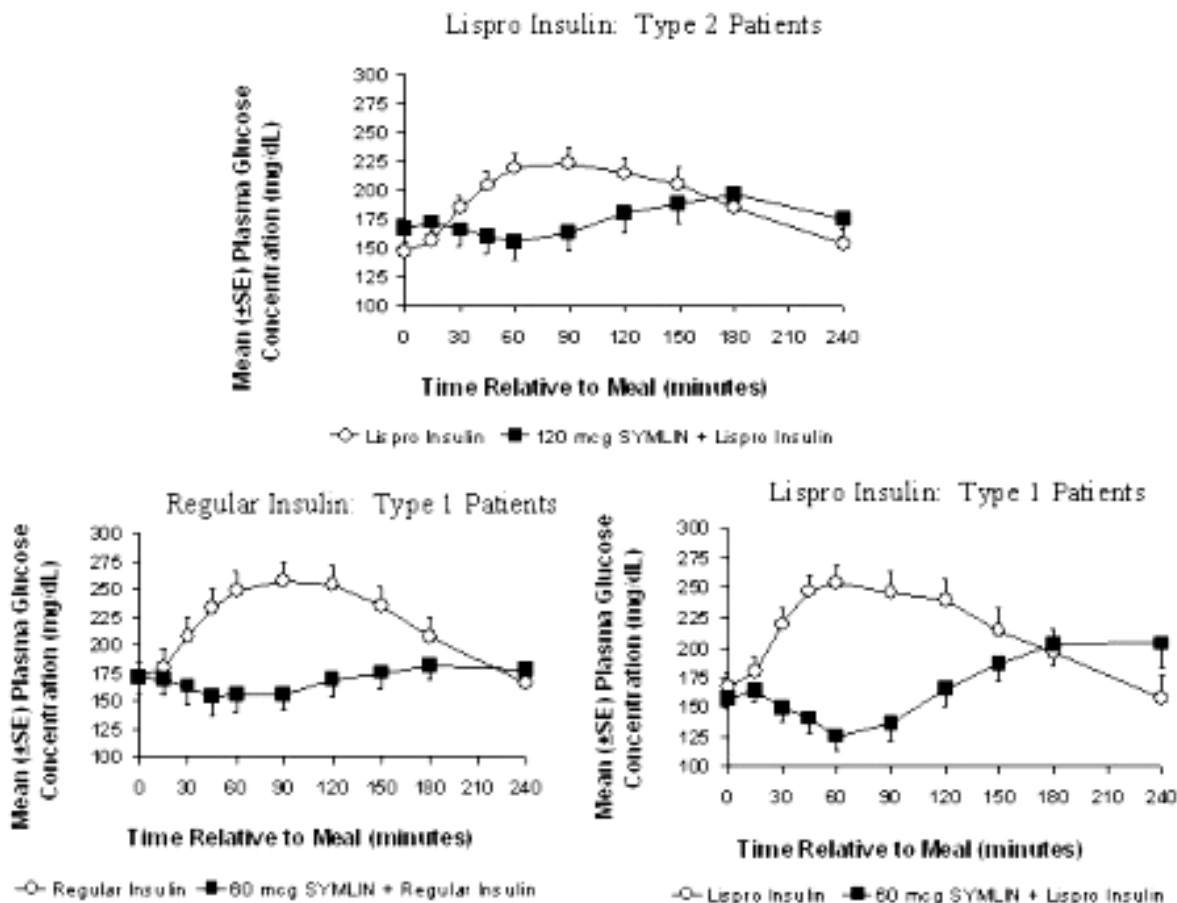 Lispro Insulin: Type 2 Patients
Mean (±SE) Plasma Glucose
Concentration (mg/dL)
300
275
250
225
200
175
150
125
100
0 30 60 90 120 150 180 210 240
Time Relative to Meal (minutes)
Lispro Insulin 120 mcg SYMLIN + Lispro Insulin
Regular Insulin: Type 1 Patients
Mean (±SE) Plasma Glucose
Concentration (mg/dL)
300
275
250
225
200
175
150
125
100
0 30 60 90 120 150 180 210 240
Time Relative to Meal (minutes)
Regular Insulin 60 mcg SYMLIN + Regular Insulin
Lispro Insulin: Type 1 Patients
Mean (±SE) Plasma Glucose
Concentration (mg/dL)
300
275
250
225
200
175
150
125
100
0 30 60 90 120 150 180 210 240
Time Relative to Meal (minutes)
Lispro Insulin 60 mcg SYMLIN + Lispro Insulin